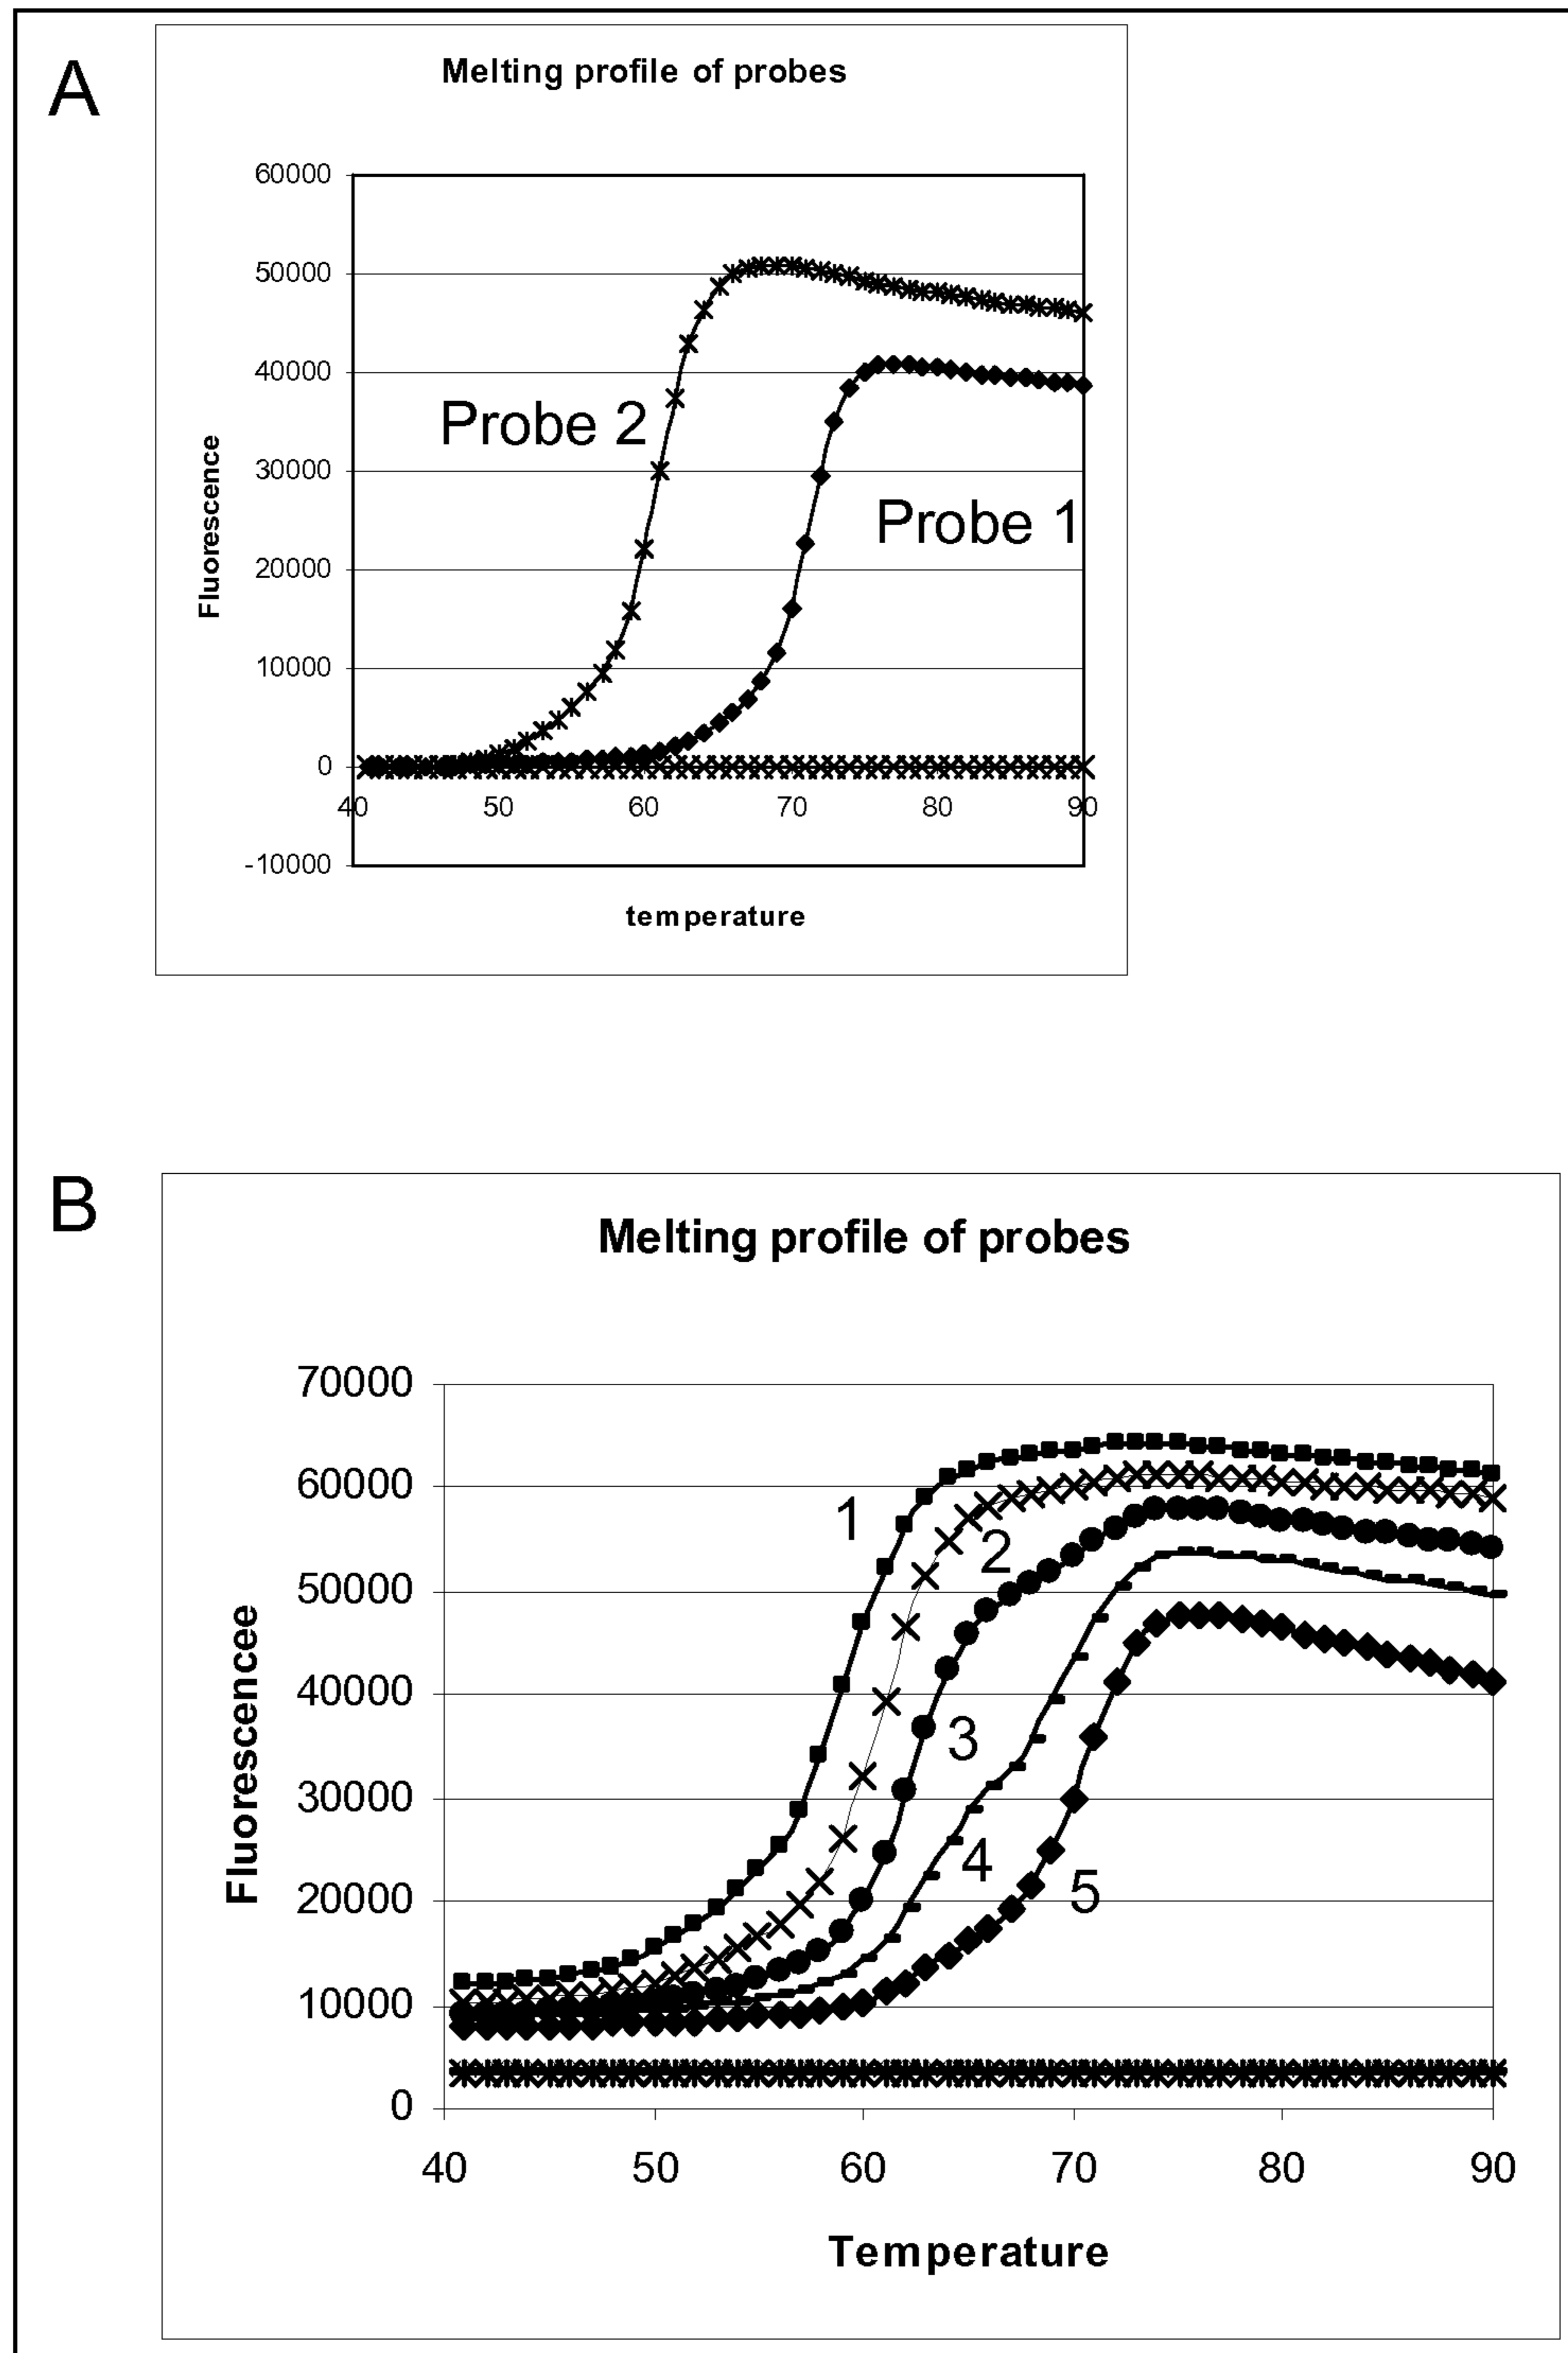 A
Melting profile of probes
60000
50000
40000
30000
20000
10000
0
-10000
Fluorescence
Probe 2
Probe 1
40 50 60 70 80 90
temperature
B
Melting profile of probes
70000
60000
50000
40000
30000
20000
10000
0
Fluorescencee
1
2
3
4
5
40 50 60 70 80 90
Temperature